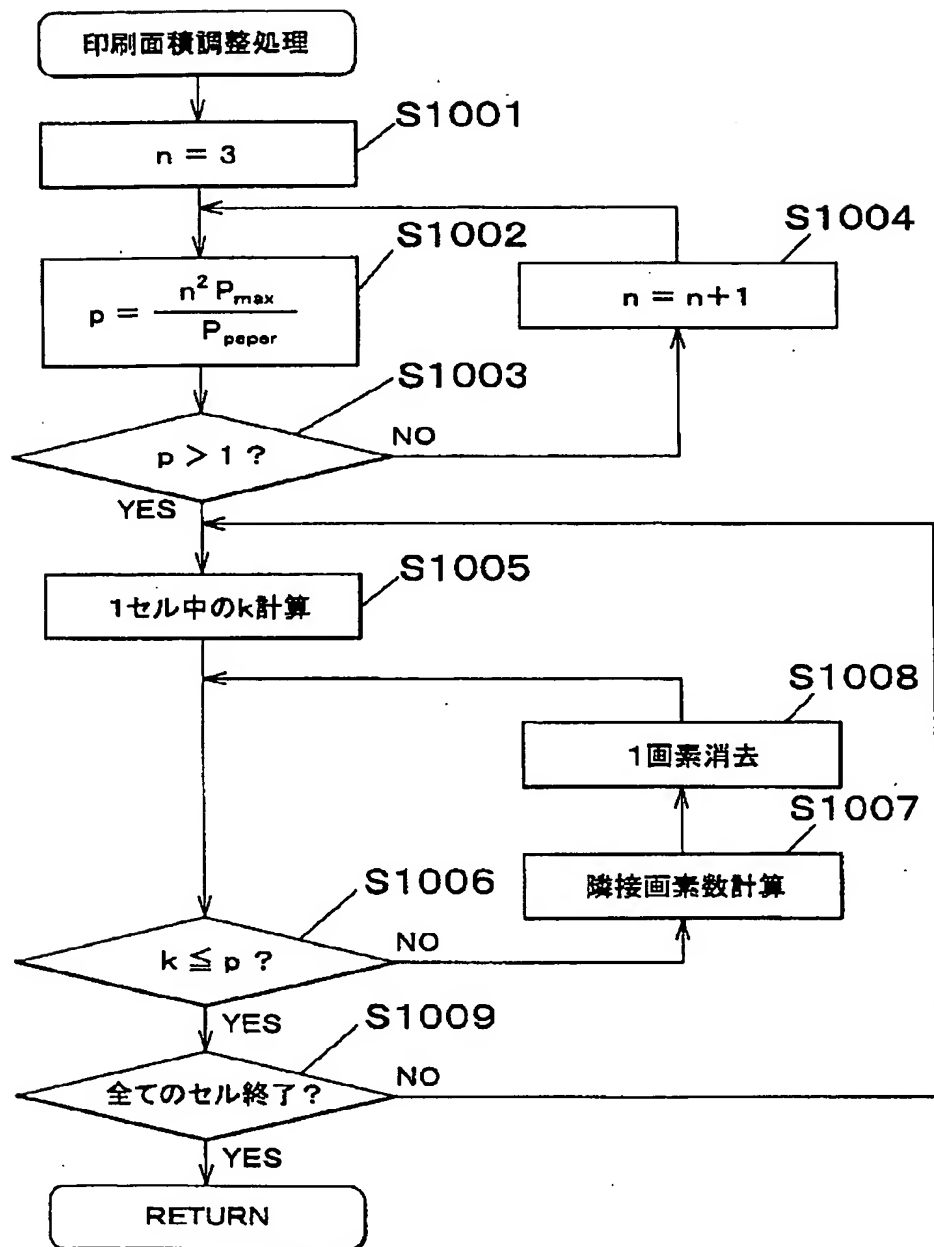 印刷面積調整処理
S1001
n = 3
S1004
n = n+1
S1002
p = n² Pmax / Ppaper
S1003
p > 1 ?
NO
YES
S1005
1セル中のk計算
S1008
1画素消去
S1007
隣接画素数計算
S1006
k ≦ p ?
NO
YES
S1009
全てのセル終了?
NO
YES
RETURN